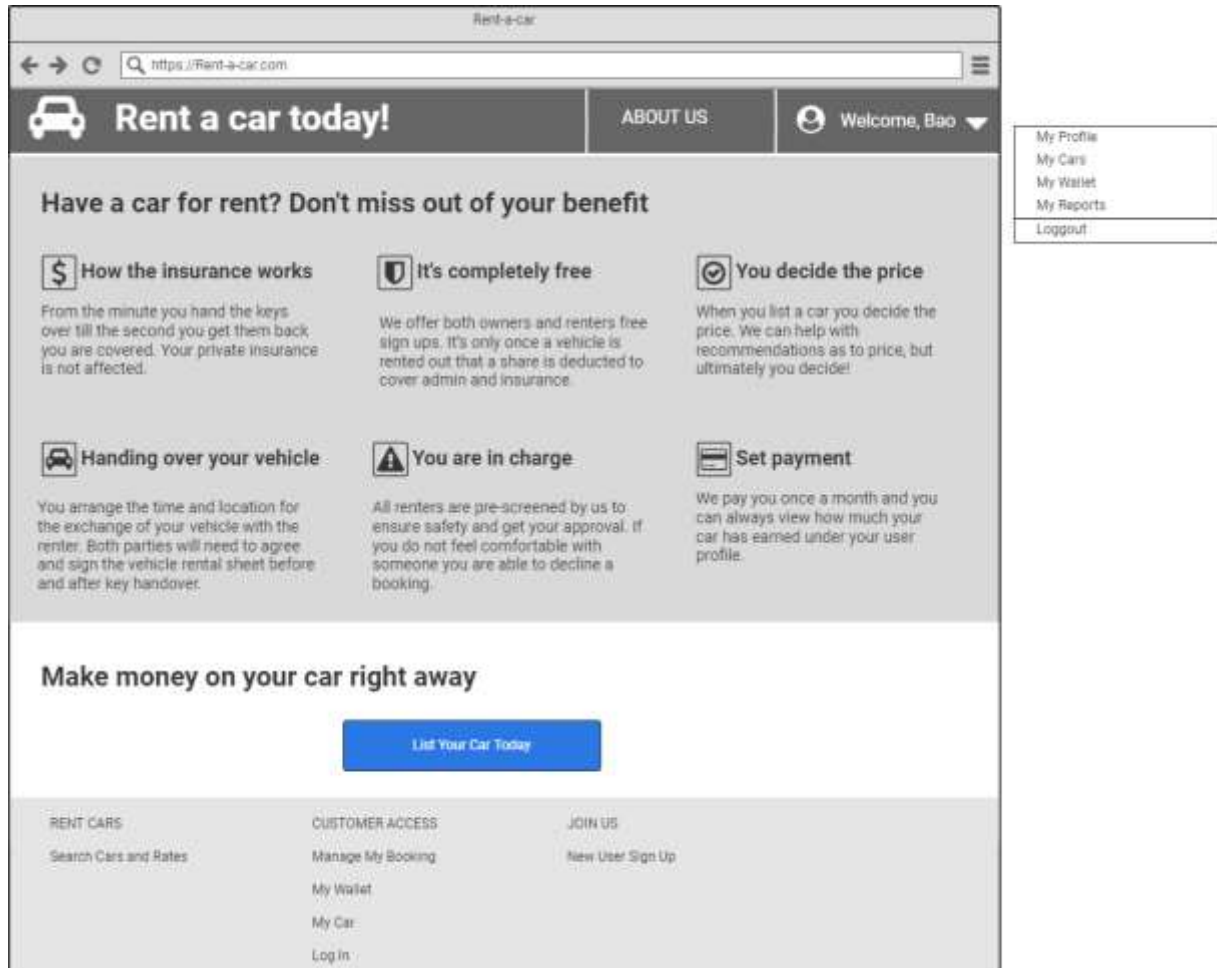 Rent-a-car
https://Rent-a-car.com
Rent a car today!
ABOUT US
Welcome, Bao
My Profile
My Cars
My Wallet
My Reports
Loggout
Have a car for rent? Don't miss out of your benefit
How the insurance works
From the minute you hand the keys
over till the second you get them back
you are covered. Your private insurance
is not affected.
It's completely free
We offer both owners and renters free
sign ups. It's only once a vehicle is
rented out that a share is deducted to
cover admin and insurance.
You decide the price
When you list a car you decide the
price. We can help with
recommendations as to price, but
ultimately you decide!
Handing over your vehicle
You arrange the time and location for
the exchange of your vehicle with the
renter. Both parties will need to agree
and sign the vehicle rental sheet before
and after key handover.
You are in charge
All renters are pre-screened by us to
ensure safety and get your approval. If
you do not feel comfortable with
someone you are able to decline a
booking.
Set payment
We pay you once a month and you
can always view how much your
car has earned under your user
profile.
Make money on your car right away
List Your Car Today
RENT CARS
Search Cars and Rates
CUSTOMER ACCESS
Manage My Booking
My Wallet
My Car
Log In
JOIN US
New User Sign Up